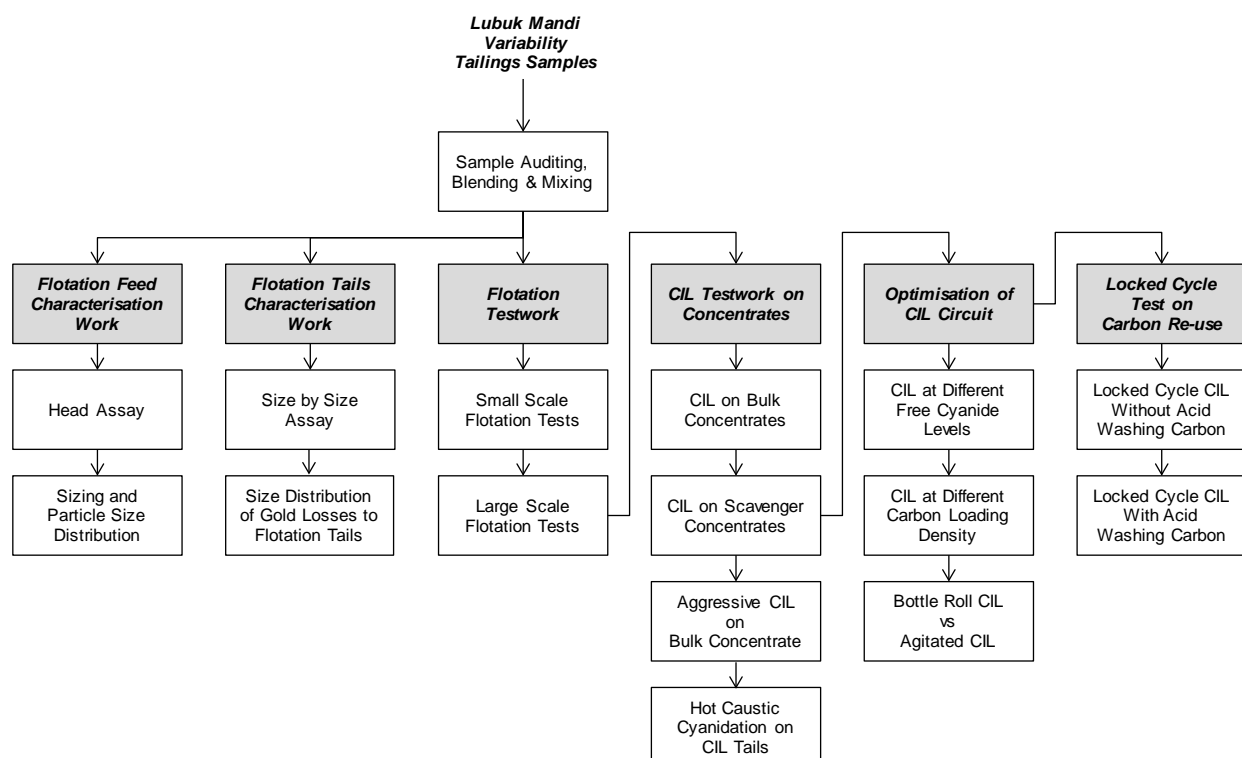 Lubuk Mandi
Variability
Tailings Samples
Sample Auditing,
Blending & Mixing
Flotation Feed
Characterisation
Work
Head Assay
Sizing and
Particle Size
Distribution
Flotation Tails
Characterisation
Work
Size by Size
Assay
Size Distribution
of Gold Losses to
Flotation Tails
Flotation
Testwork
Small Scale
Flotation Tests
Large Scale
Flotation Tests
CIL Testwork on
Concentrates
CIL on Bulk
Concentrates
CIL on Scavenger
Concentrates
Aggressive CIL
on
Bulk Concentrate
Hot Caustic
Cyanidation on
CIL Tails
Optimisation of
CIL Circuit
CIL at Different
Free Cyanide
Levels
CIL at Different
Carbon Loading
Density
Bottle Roll CIL
vs
Agitated CIL
Locked Cycle
Test on
Carbon Re-use
Locked Cycle CIL
Without Acid
Washing Carbon
Locked Cycle CIL
With Acid
Washing Carbon